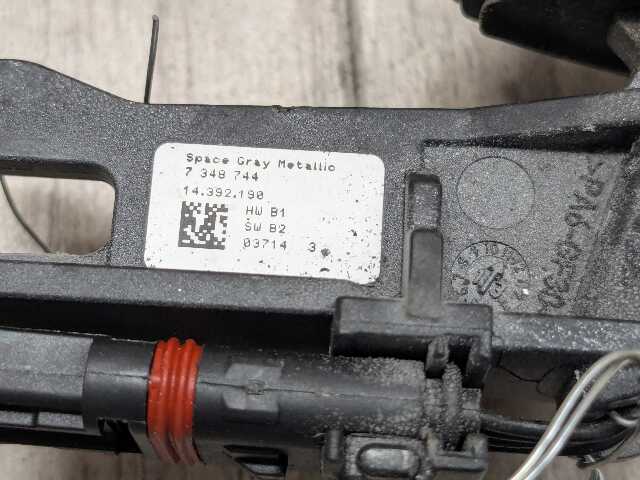 Space Gray Metallic
7 348 744
14.392.190
HW B1
SW B2
03714 3